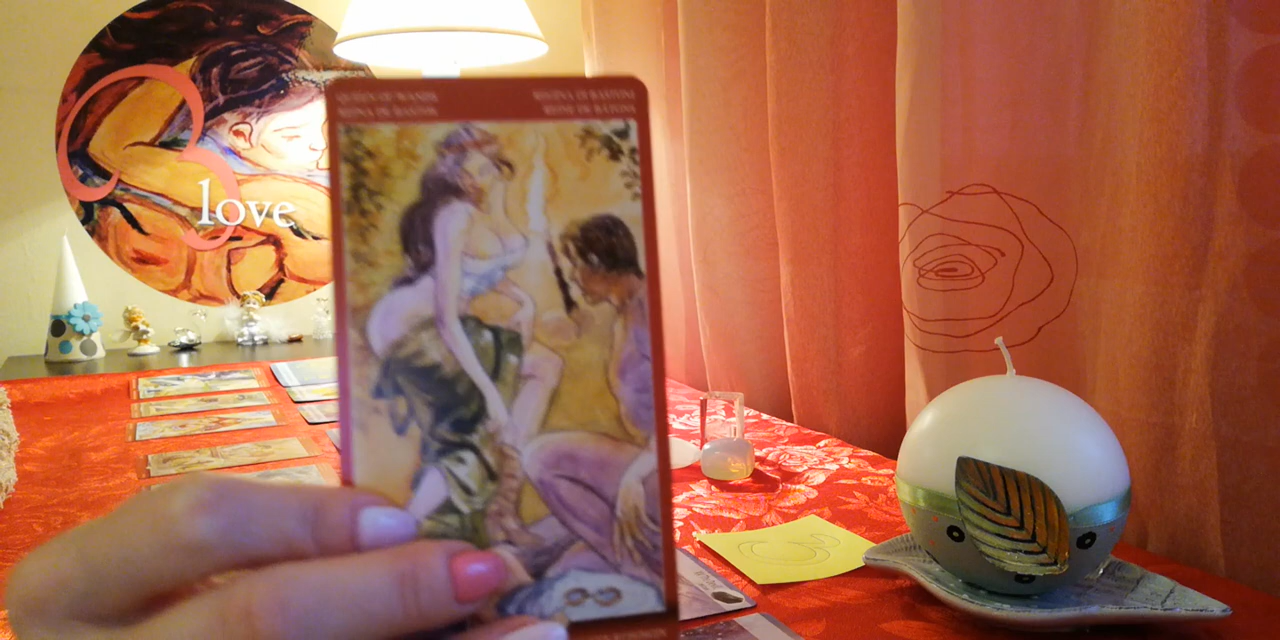 love
QUEEN OF WANDS
REGINA DI BASTONI
REINA DE BASTOS
REINE DE BATONS